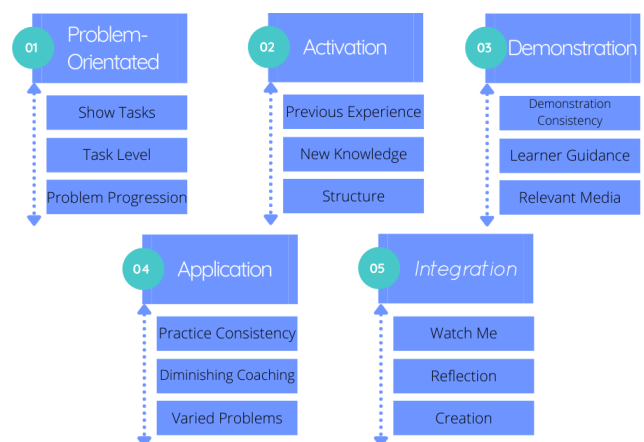 01
Problem-
Orientated
Show Tasks
Task Level
Problem Progression
02
Activation
Previous Experience
New Knowledge
Structure
03
Demonstration
Demonstration
Consistency
Learner Guidance
Relevant Media
04
Application
Practice Consistency
Diminishing Coaching
Varied Problems
05
Integration
Watch Me
Reflection
Creation